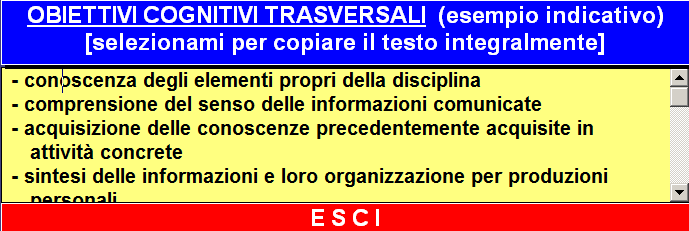 OBIETTIVI COGNITIVI TRASVERSALI (esempio indicativo)
[selezionami per copiare il testo integralmente]
- conoscenza degli elementi propri della disciplina
- comprensione del senso delle informazioni comunicate
- acquisizione delle conoscenze precedentemente acquisite in
attività concrete
- sintesi delle informazioni e loro organizzazione per produzioni
personali
E S C I